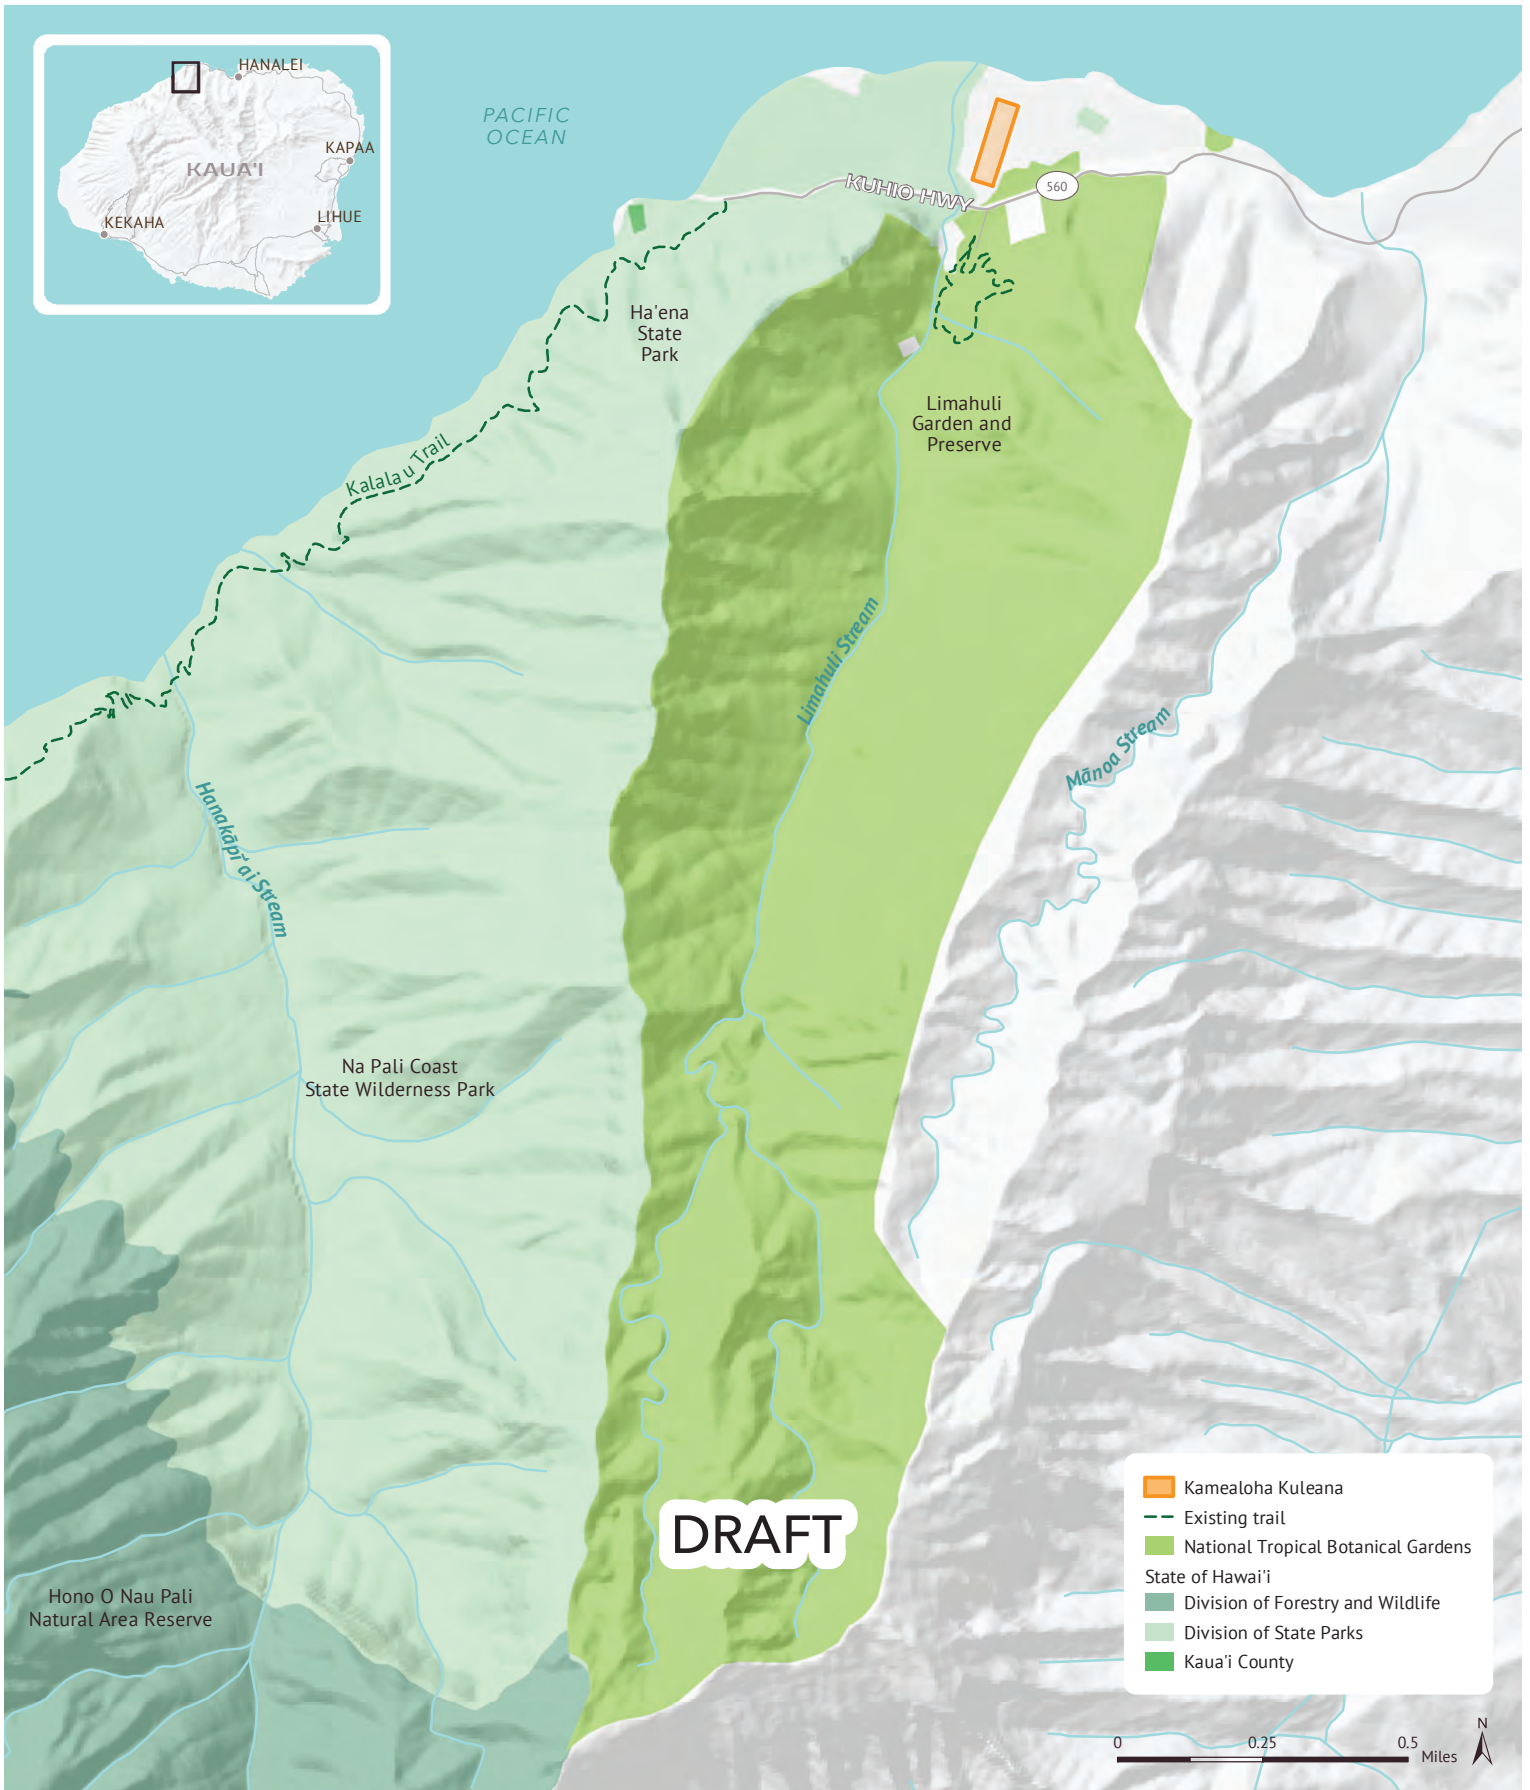 HANALEI
KAPAA
KAUA'I
KEKAHA
LIHUE
PACIFIC
OCEAN
KUHIO HWY
560
Ha'ena
State
Park
Limahuli
Garden and
Preserve
Kalalau Trail
Limahuli Stream
Mānoa Stream
Hanakāpī'ai Stream
Na Pali Coast
State Wilderness Park
DRAFT
Hono O Nau Pali
Natural Area Reserve
Kamealoha Kuleana
Existing trail
National Tropical Botanical Gardens
State of Hawai'i
Division of Forestry and Wildlife
Division of State Parks
Kaua'i County
N
0 0.25 0.5
Miles